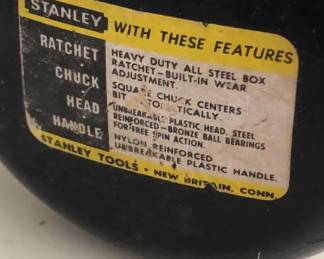 STANLEY WITH THESE FEATURES
RATCHET HEAVY DUTY ALL STEEL BOX
RATCHET-BUILT-IN WEAR
ADJUSTMENT.
CHUCK SQUARE CHUCK CENTERS
BIT
HEAD UNBREAKABLE PLASTIC HEAD, STEEL
REINFORCED-BRONZE BALL BEARINGS
FOR FREE SPIN ACTION.
HANDLE NYLON REINFORCED
UNBREAKABLE PLASTIC HANDLE.
STANLEY TOOLS • NEW BRITAIN, CONN.